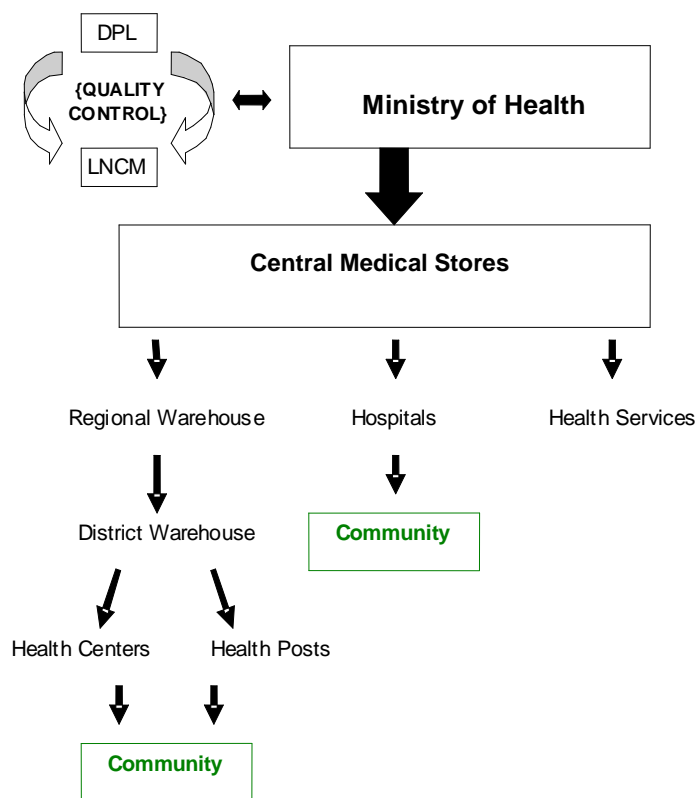 DPL
{QUALITY
CONTROL}
LNCM
Ministry of Health
Central Medical Stores
Regional Warehouse
Hospitals
Health Services
District Warehouse
Community
Health Centers
Health Posts
Community